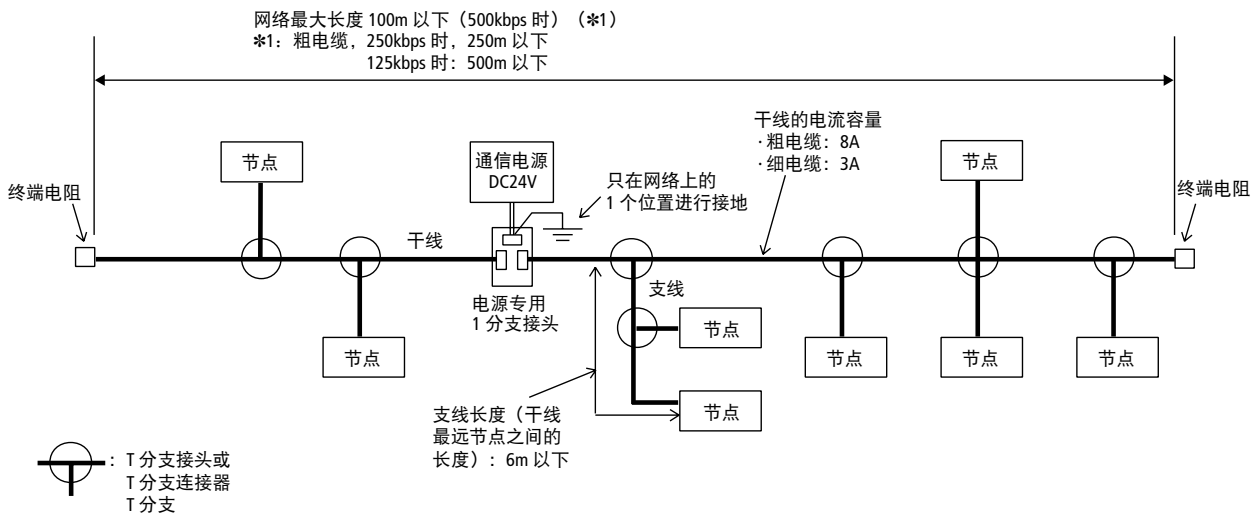 网络最大长度 100m 以下（500kbps 时）（✱1）
✱1：粗电缆，250kbps 时，250m 以下
125kbps 时：500m 以下
干线的电流容量
·粗电缆：8A
·细电缆：3A
节点
通信电源
DC24V
节点
只在网络上的
1 个位置进行接地
终端电阻
终端电阻
干线
支线
电源专用
1 分支接头
节点
节点
节点
节点
节点
节点
支线长度（干线
最远节点之间的
长度）：6m 以下
：T 分支接头或
T 分支连接器
T 分支